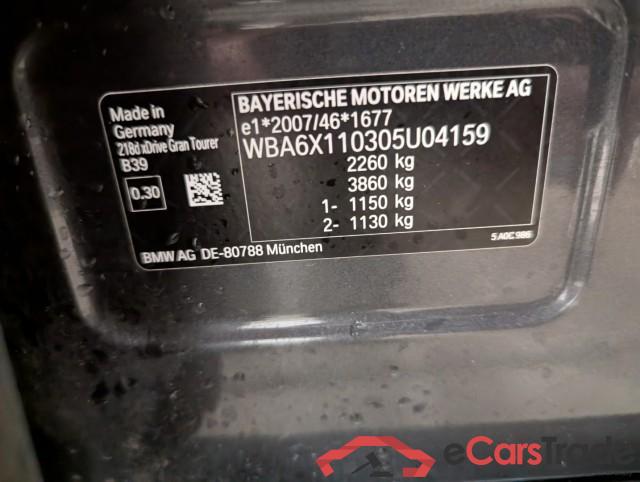 Made in
Germany
218d xDrive Gran Tourer
B39
0.30
BMW AG DE-80788 München
BAYERISCHE MOTOREN WERKE AG
e1*2007/46*1677
WBA6X110305U04159
2260 kg
3860 kg
1- 1150 kg
2- 1130 kg
5 A0C 986
eCarsTrade